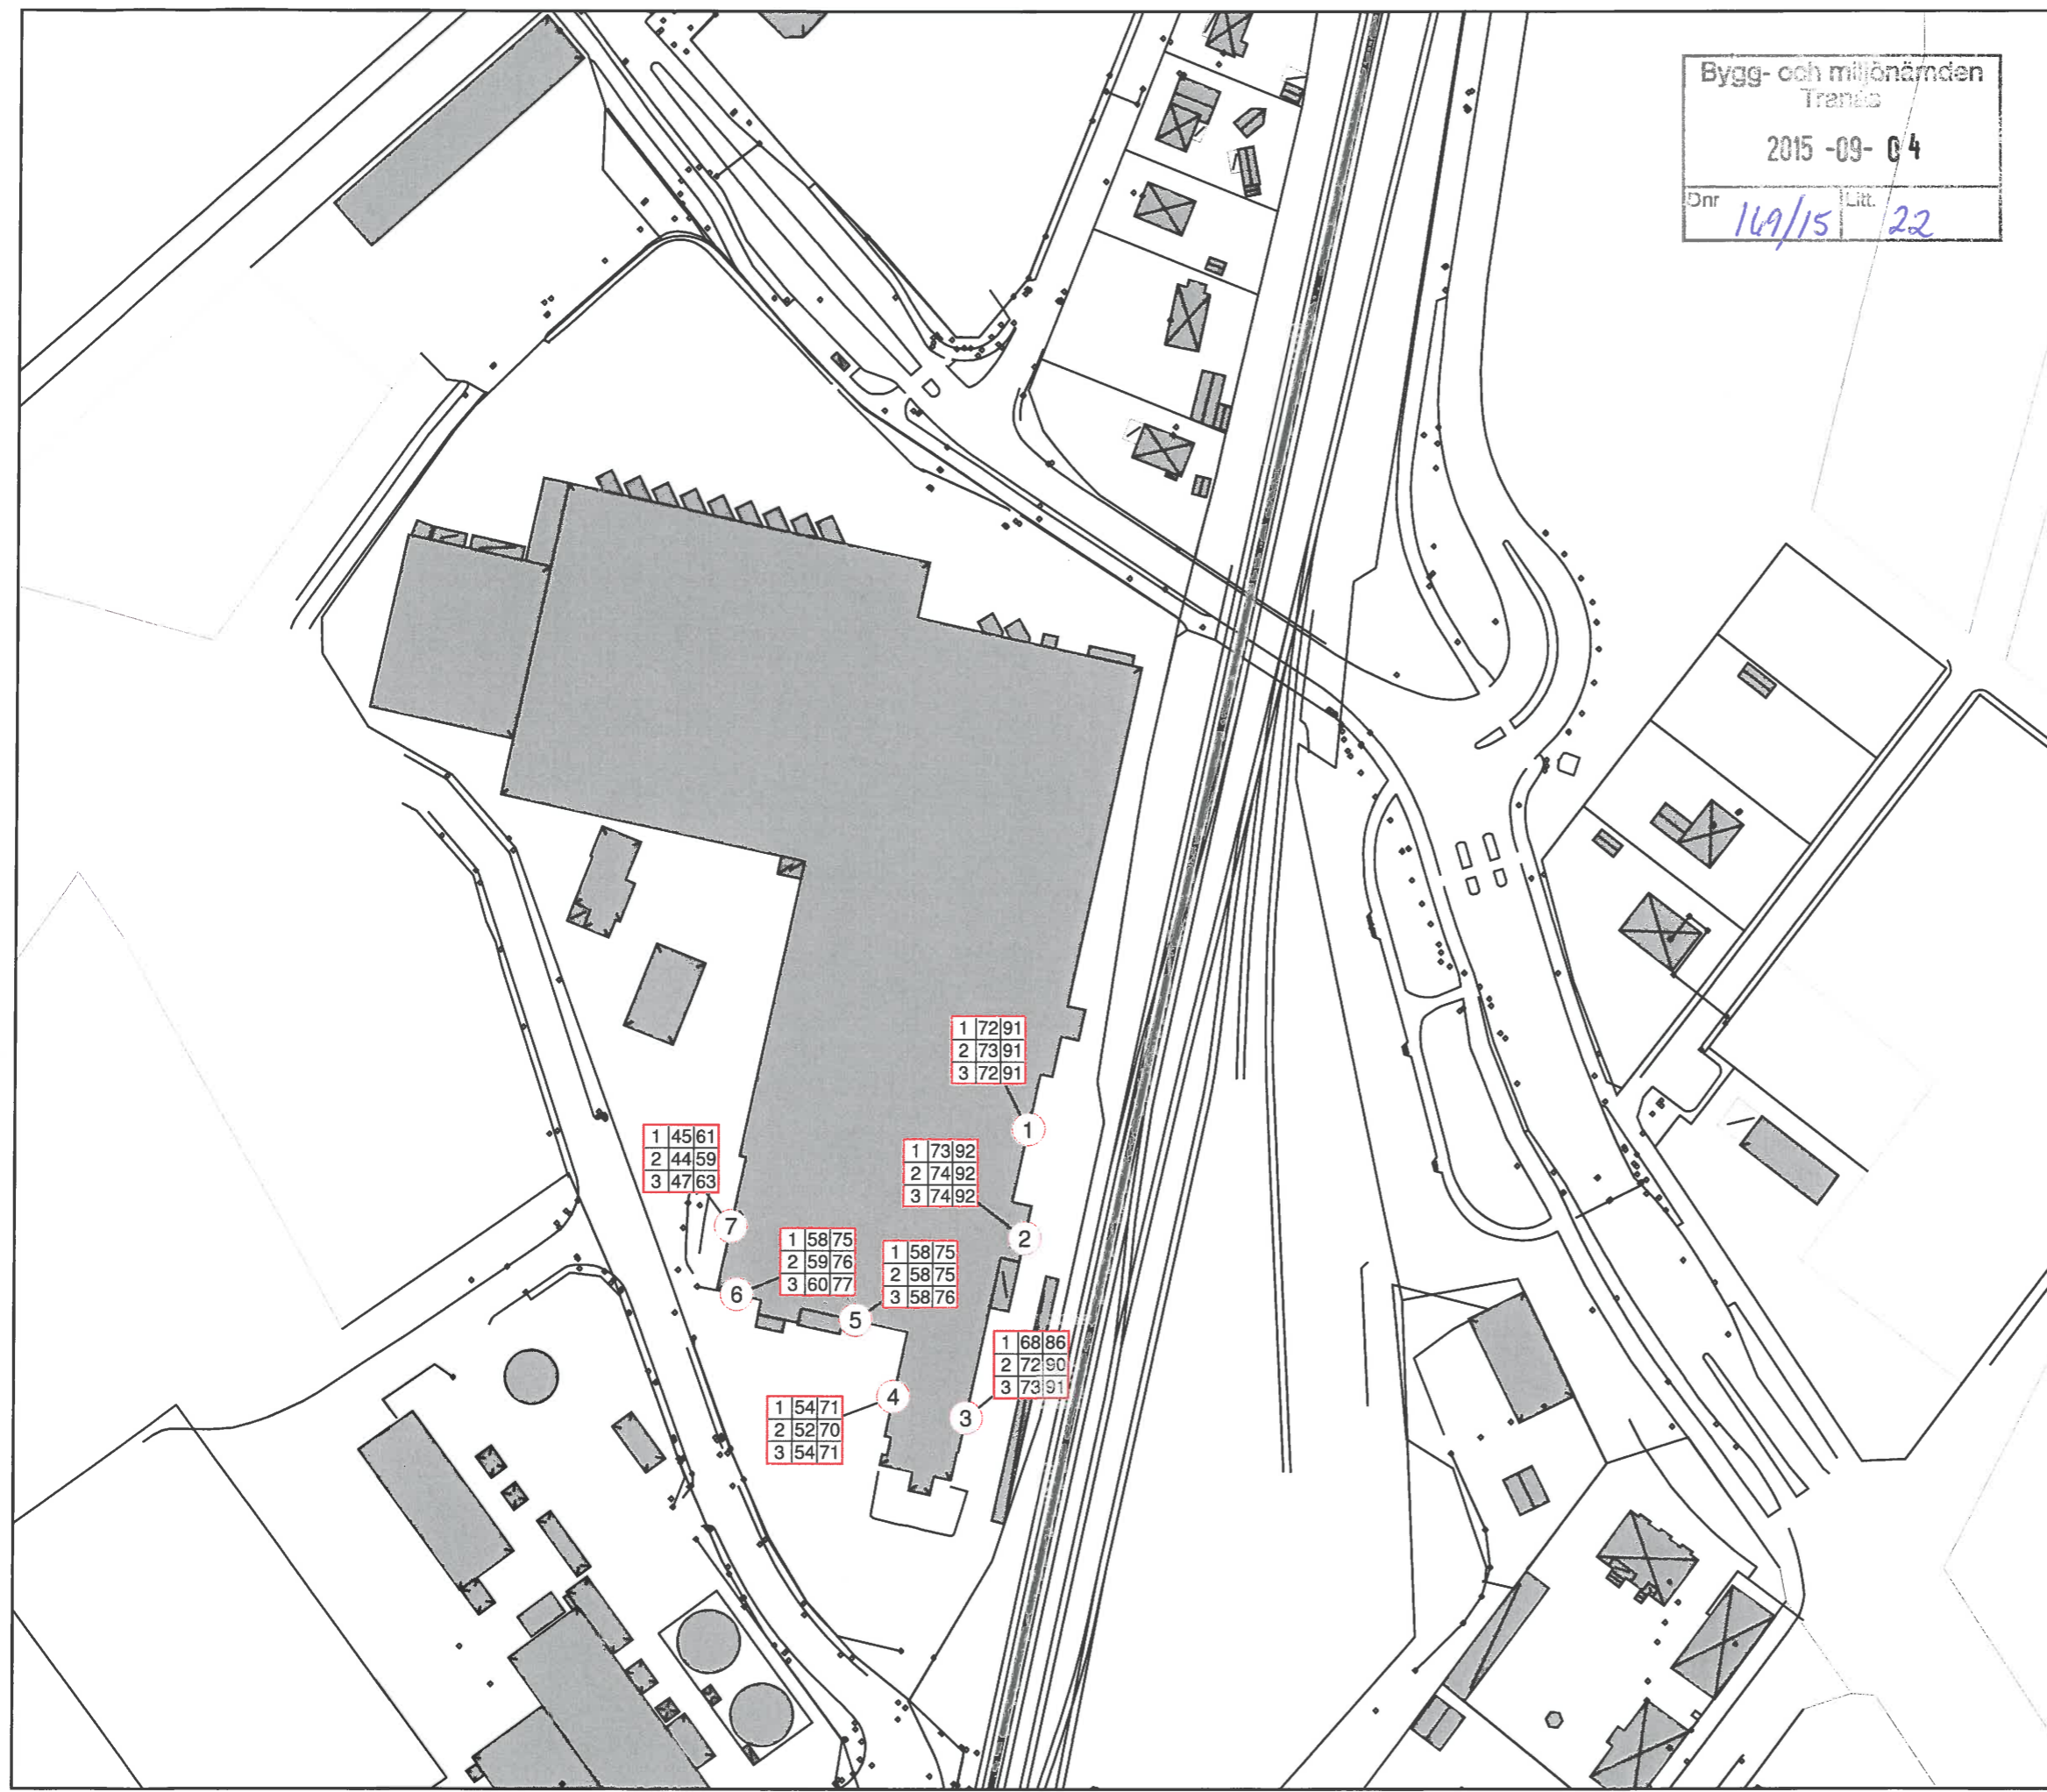 Bygg- och miljönämnden
Tranås
2015 -09- 04
Dnr 169/15 Litt. 22
1 72 91
2 73 91
3 72 91
1
1 45 61
2 44 59
3 47 63
7
1 73 92
2 74 92
3 74 92
2
1 58 75
2 59 76
3 60 77
6
1 58 75
2 58 75
3 58 76
5
1 68 86
2 72 90
3 73 91
3
1 54 71
2 52 70
3 54 71
4